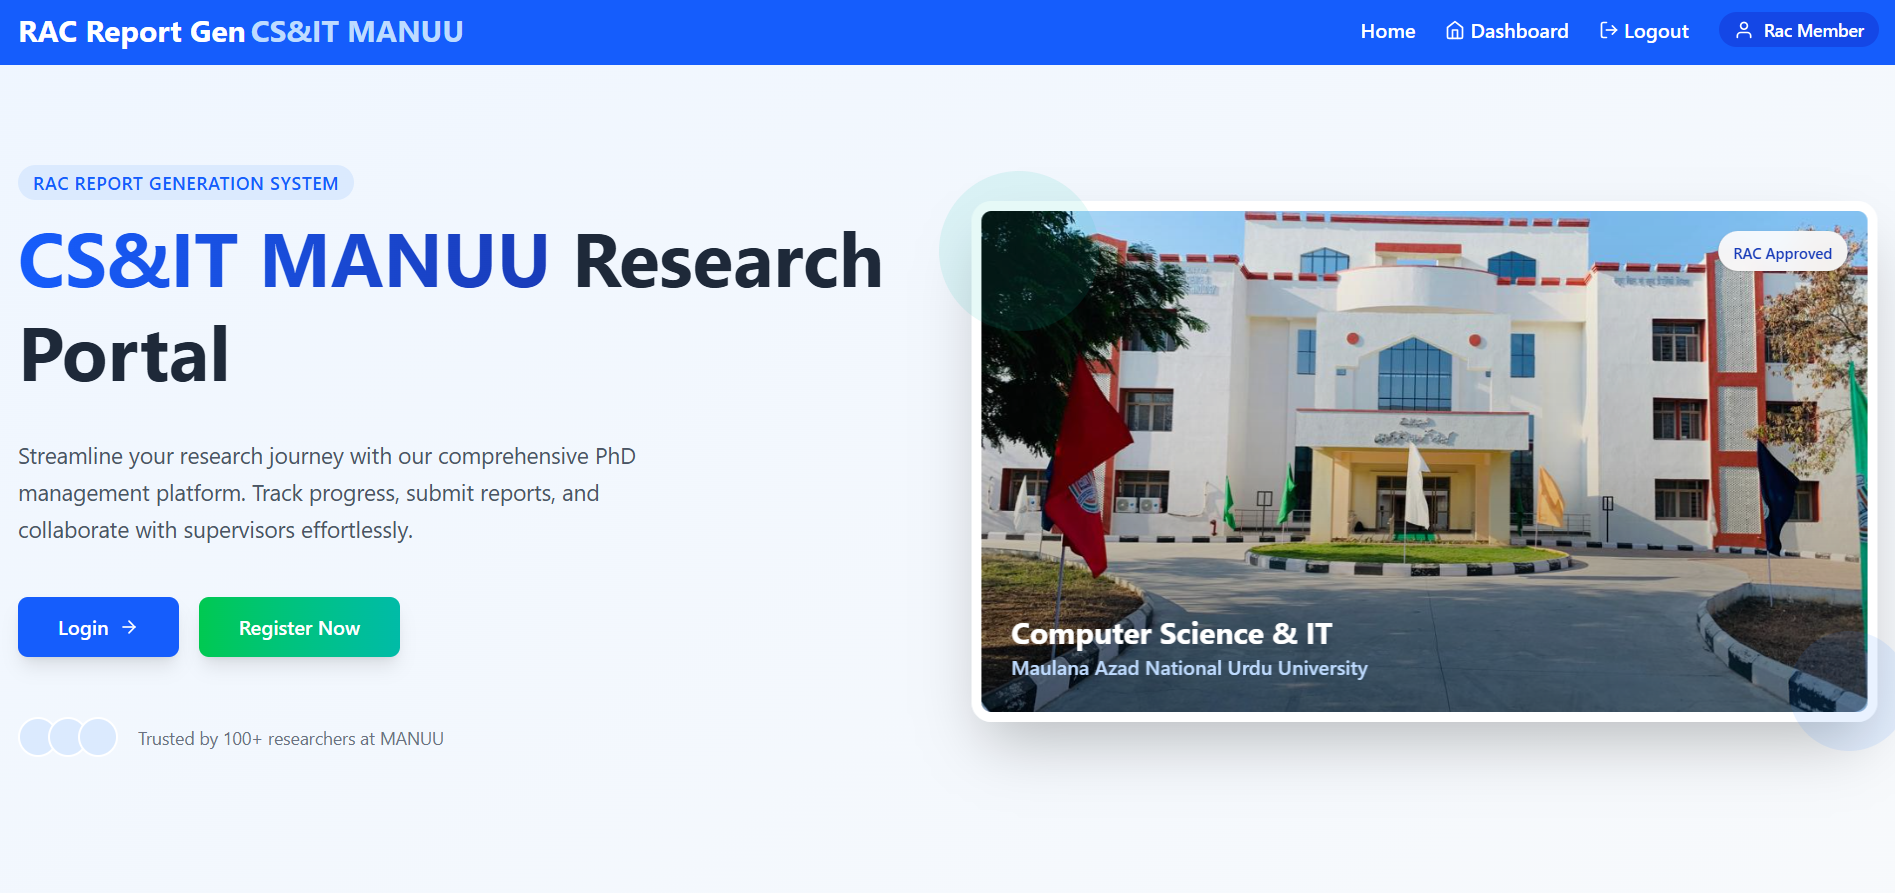 RAC Report Gen CS&IT MANUU
Home Dashboard Logout Rac Member
RAC REPORT GENERATION SYSTEM
CS&IT MANUU Research
Portal
Streamline your research journey with our comprehensive PhD
management platform. Track progress, submit reports, and
collaborate with supervisors effortlessly.
Login
Register Now
Trusted by 100+ researchers at MANUU
RAC Approved
Computer Science & IT
Maulana Azad National Urdu University